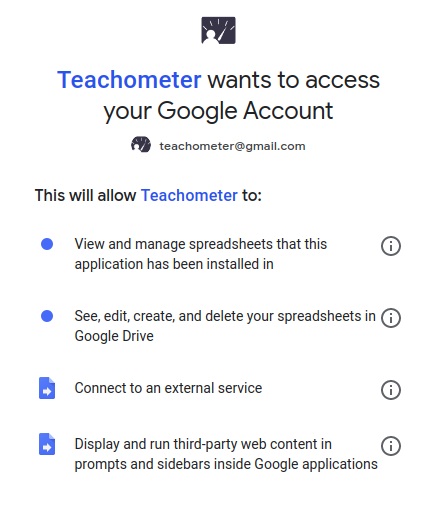 Teachometer wants to access
your Google Account
teachometer@gmail.com
This will allow Teachometer to:
View and manage spreadsheets that this
application has been installed in
See, edit, create, and delete your spreadsheets in
Google Drive
Connect to an external service
Display and run third-party web content in
prompts and sidebars inside Google applications